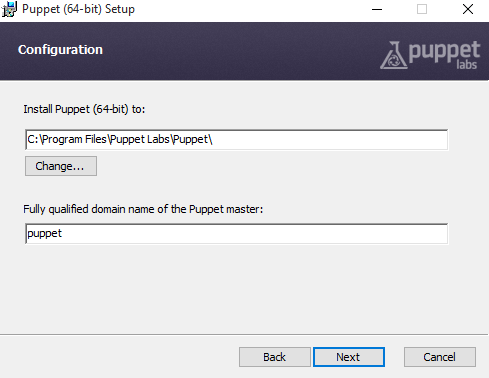 Puppet (64-bit) Setup
Configuration
puppet
labs
Install Puppet (64-bit) to:
C:\Program Files\Puppet Labs\Puppet\
Change...
Fully qualified domain name of the Puppet master:
puppet
Back
Next
Cancel